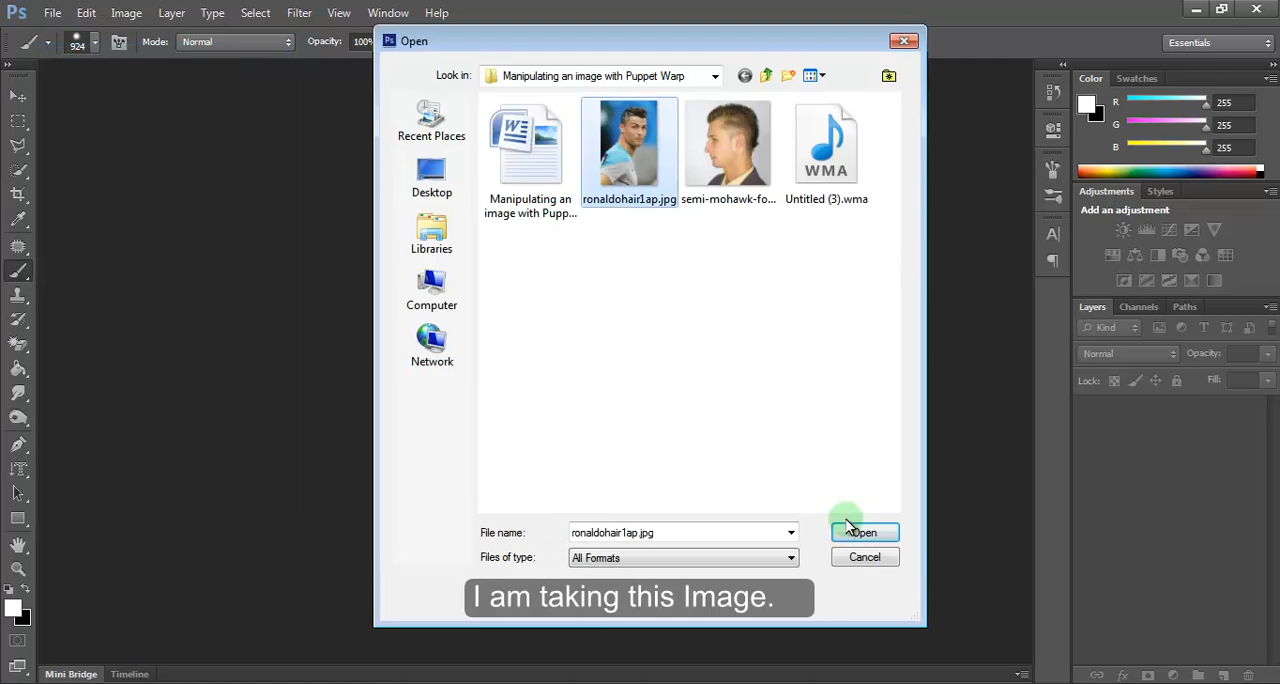 Ps File Edit Image Layer Type Select Filter View Window Help
924 Mode: Normal Opacity: 100% Essentials
Ps Open
Look in: Manipulating an image with Puppet Warp
Recent Places
Desktop
Libraries
Computer
Network
W
WMA
Manipulating an
image with Pupp...
ronaldohair1ap.jpg
semi-mohawk-fo...
Untitled (3).wma
File name: ronaldohair1ap.jpg Open
Files of type: All Formats Cancel
I am taking this Image.
Color Swatches
R 255
G 255
B 255
Adjustments Styles
Add an adjustment
Layers Channels Paths
Kind
Normal Opacity:
Lock: Fill:
Mini Bridge Timeline